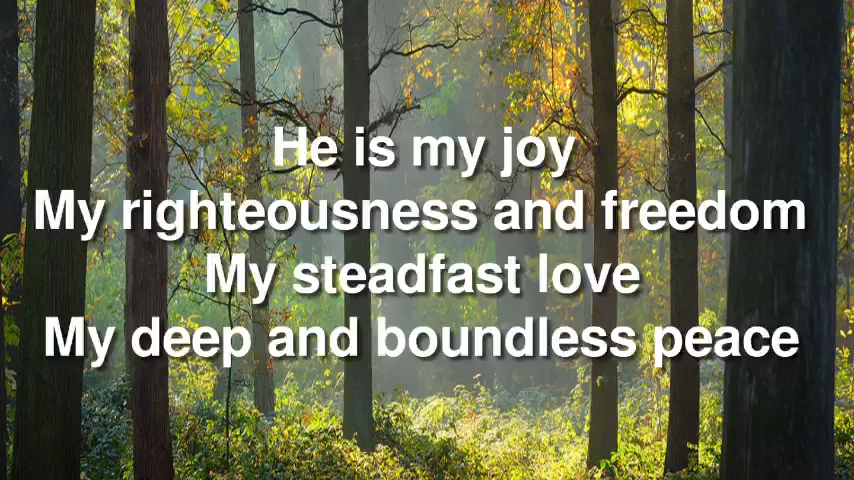 He is my joy
My righteousness and freedom
My steadfast love
My deep and boundless peace